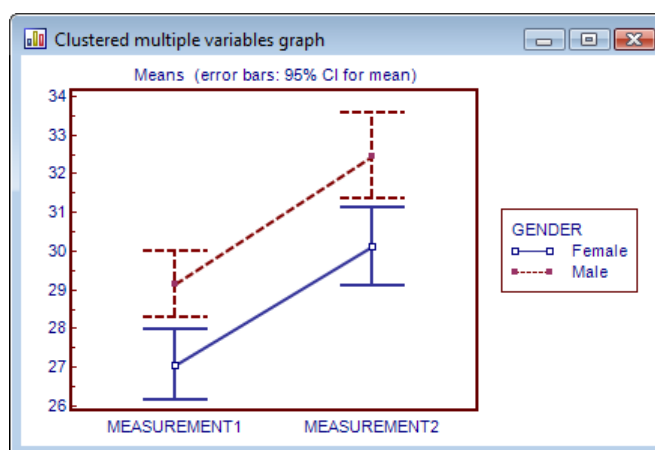 Clustered multiple variables graph
Means (error bars: 95% CI for mean)
34
33
32
31
30
29
28
27
26
MEASUREMENT1 MEASUREMENT2
GENDER
Female
Male